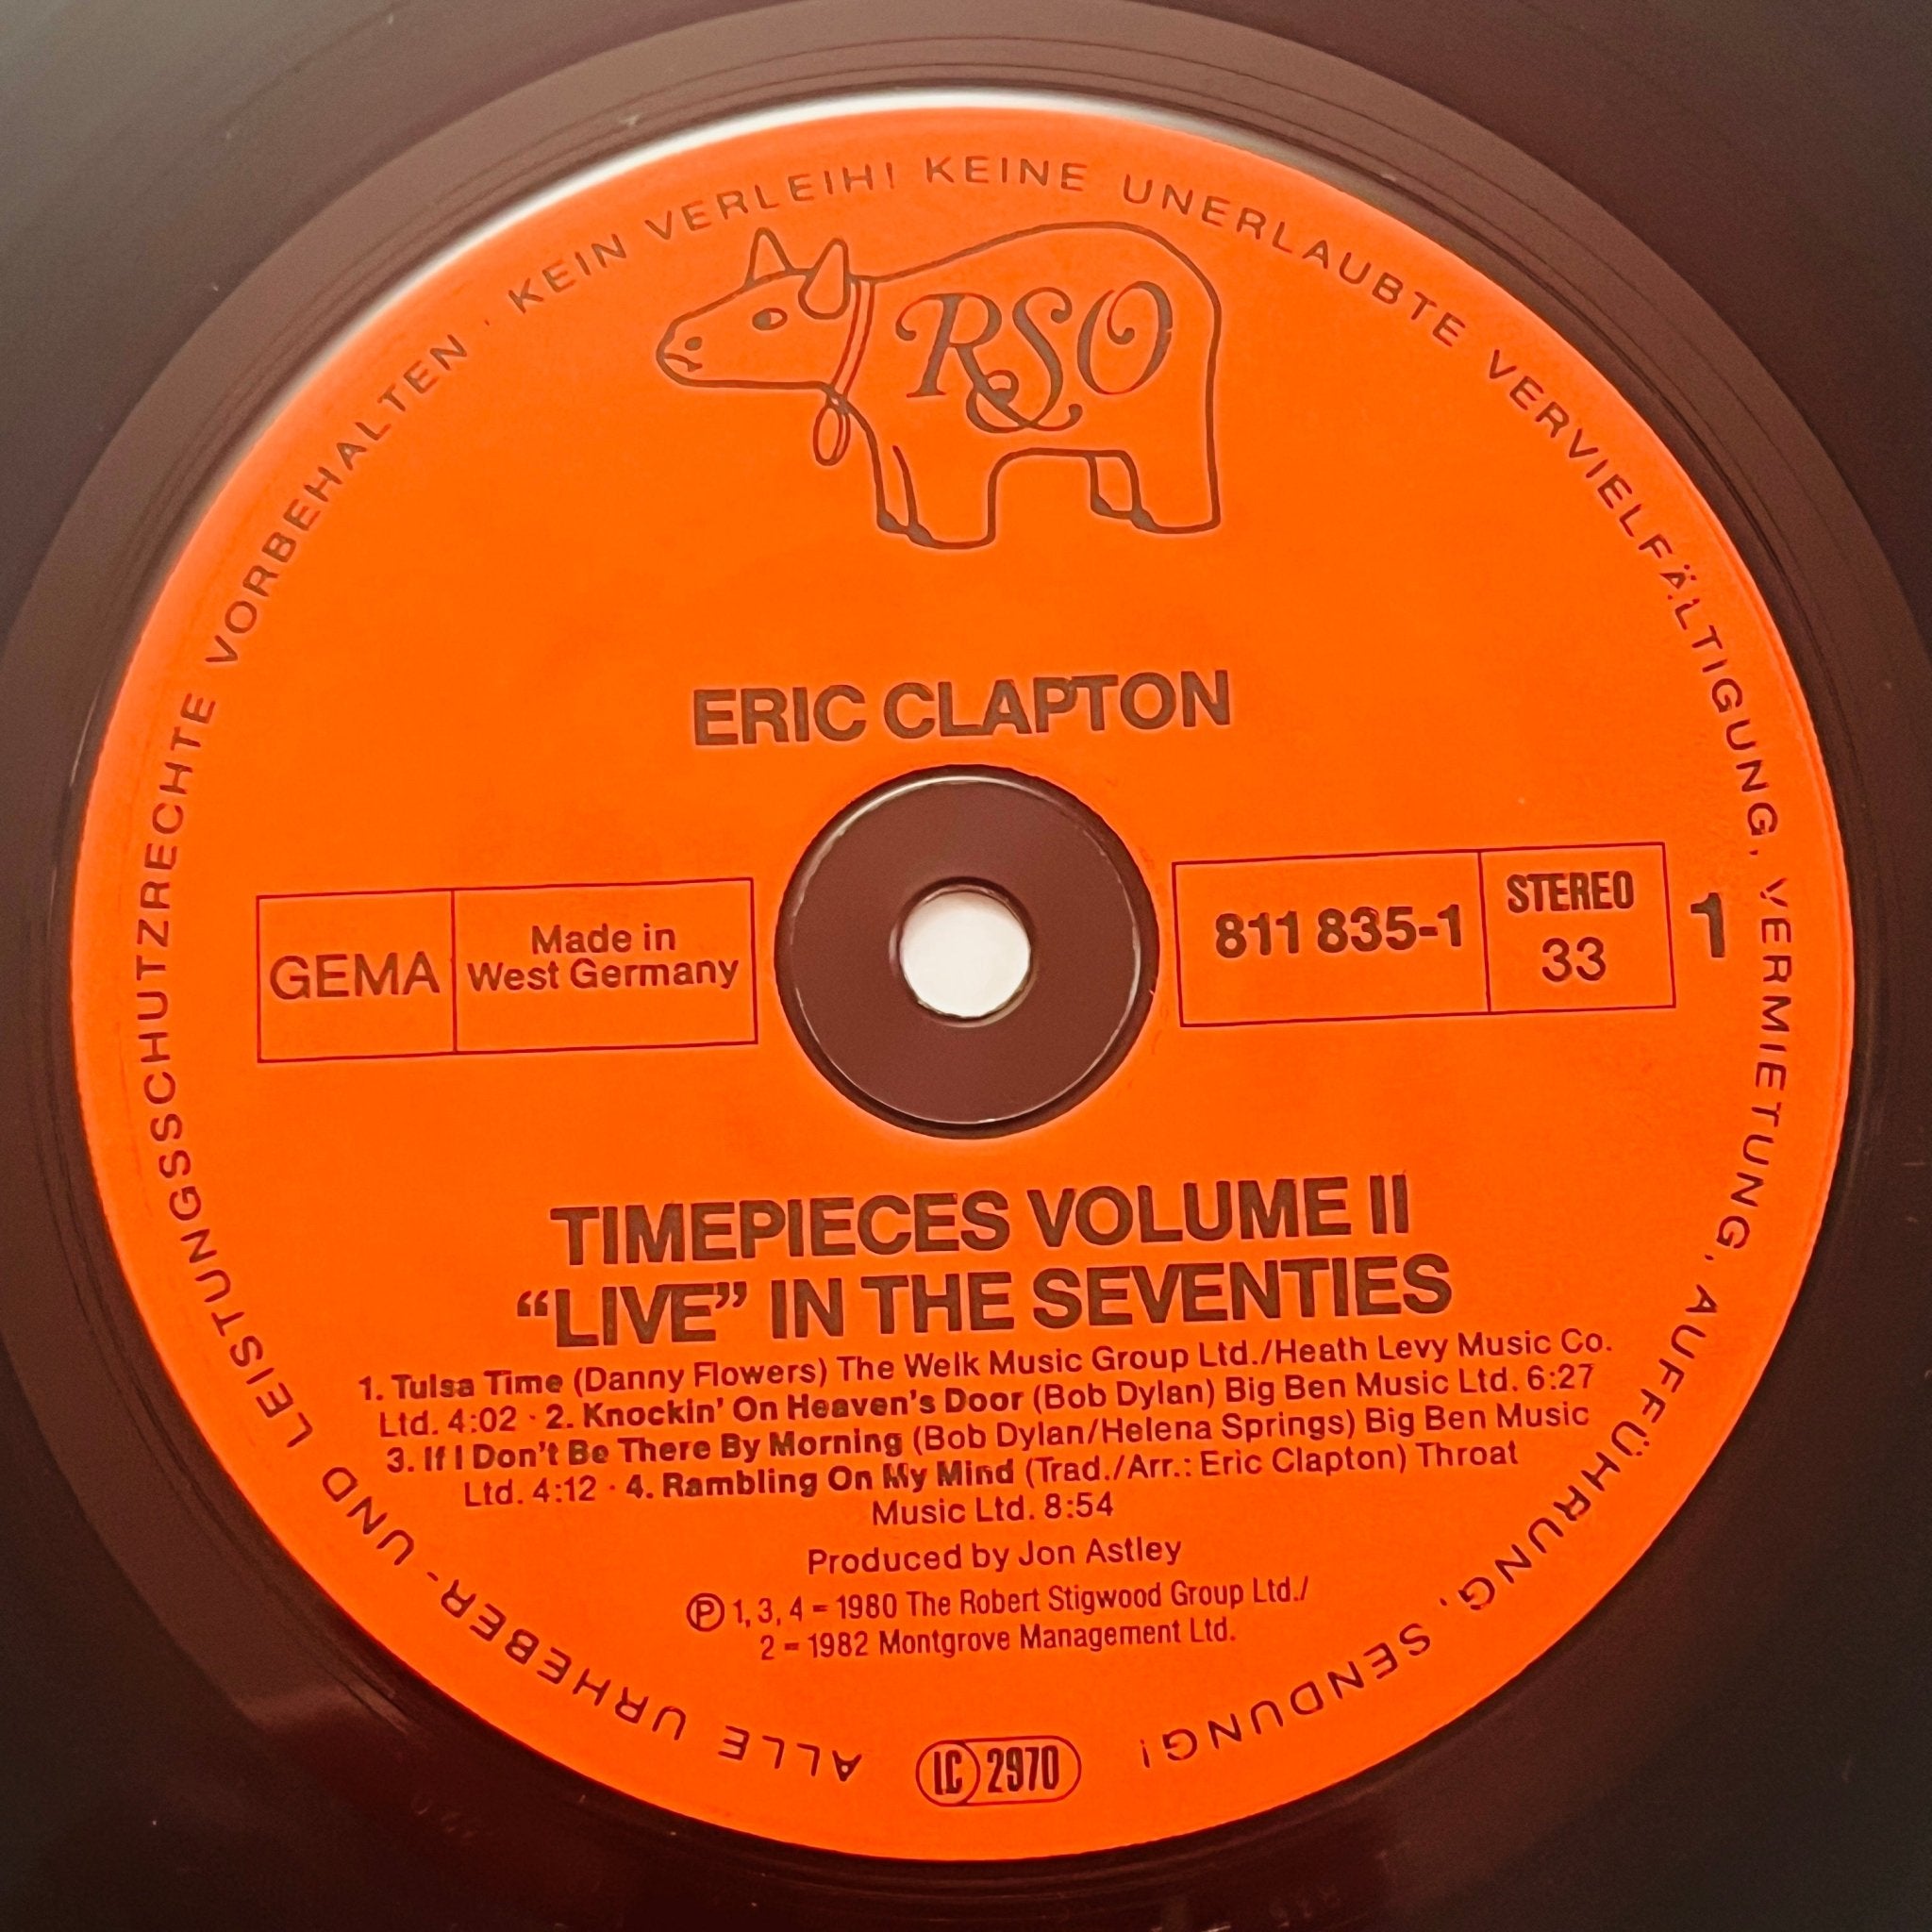 ALLE URHEBER- UND LEISTUNGSSCHUTZRECHTE VORBEHALTEN · KEIN VERLEIH! KEINE UNERLAUBTE VERVIELFÄLTIGUNG, VERMIETUNG, AUFFÜHRUNG, SENDUNG!
RSO
ERIC CLAPTON
GEMA
Made in
West Germany
811 835-1
STEREO
33
1
TIMEPIECES VOLUME II
“LIVE” IN THE SEVENTIES
1. Tulsa Time (Danny Flowers) The Welk Music Group Ltd./Heath Levy Music Co.
Ltd. 4:02 · 2. Knockin' On Heaven's Door (Bob Dylan) Big Ben Music Ltd. 6:27
3. If I Don't Be There By Morning (Bob Dylan/Helena Springs) Big Ben Music
Ltd. 4:12 · 4. Rambling On My Mind (Trad./Arr.: Eric Clapton) Throat
Music Ltd. 8:54
Produced by Jon Astley
Ⓟ 1, 3, 4 = 1980 The Robert Stigwood Group Ltd./
2 = 1982 Montgrove Management Ltd.
LC 2970